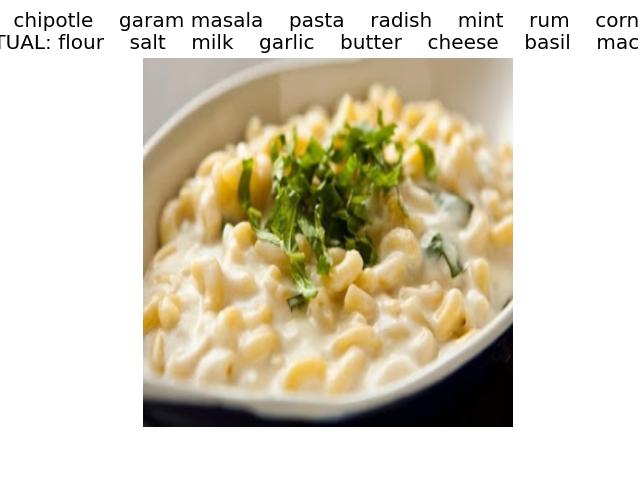 chipotle garam masala pasta radish mint rum corn
TUAL: flour salt milk garlic butter cheese basil mac